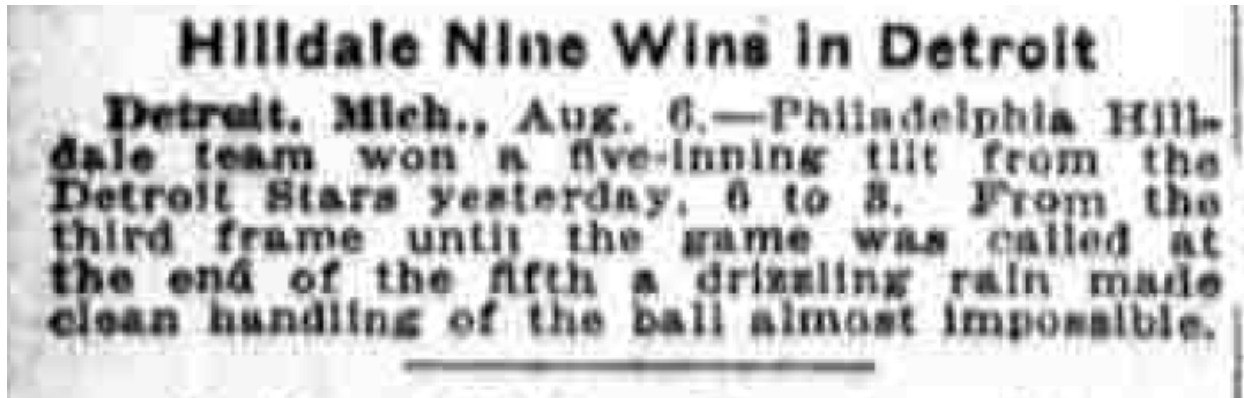 Hilldale Nine Wins in Detroit
Detroit, Mich., Aug. 6.—Philadelphia Hill-
dale team won a five-inning tilt from the
Detroit Stars yesterday, 6 to 3. From the
third frame until the game was called at
the end of the fifth a drizzling rain made
clean handling of the ball almost impossible.